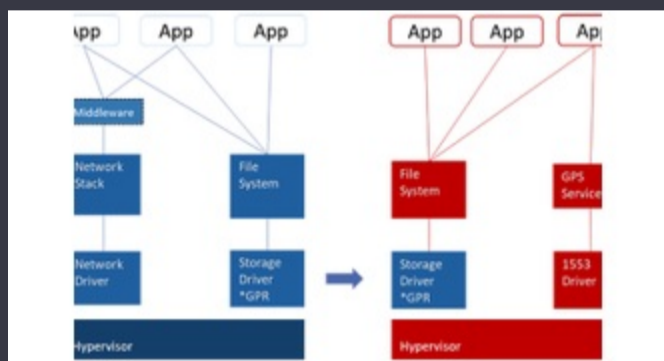 App App App App App App
Middleware
Network File File GPS
Stack System System Service
Network Storage Storage 1553
Driver Driver Driver Driver
*GPR *GPR
Hypervisor Hypervisor